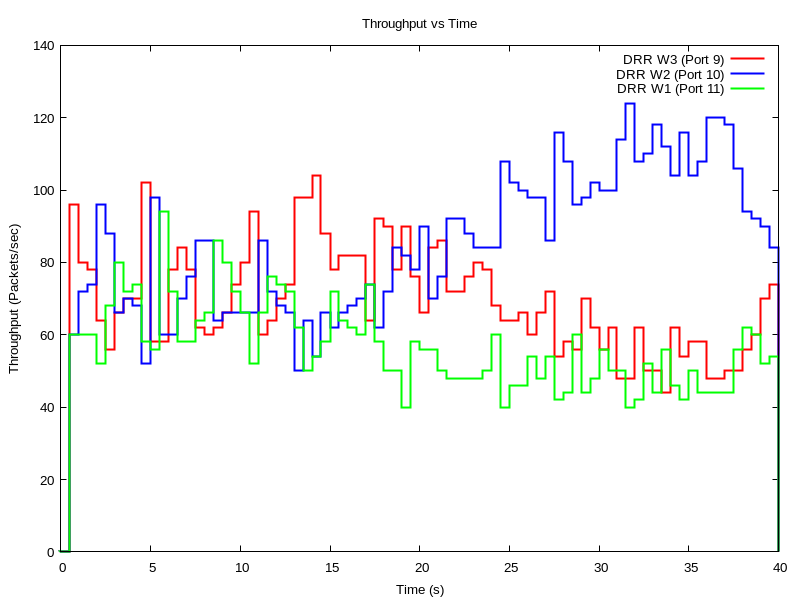 Throughput vs Time
140
120
100
80
60
40
20
0
Throughput (Packets/sec)
DRR W3 (Port 9)
DRR W2 (Port 10)
DRR W1 (Port 11)
0 5 10 15 20 25 30 35 40
Time (s)